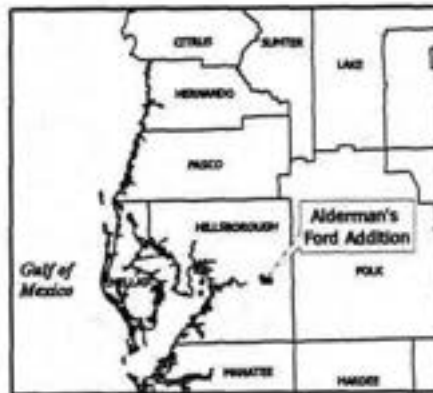 CITRUS
SUMTER
LAKE
HERNANDO
PASCO
HILLSBOROUGH
Alderman's
Ford Addition
Gulf of
Mexico
POLK
MANATEE
HARDEE